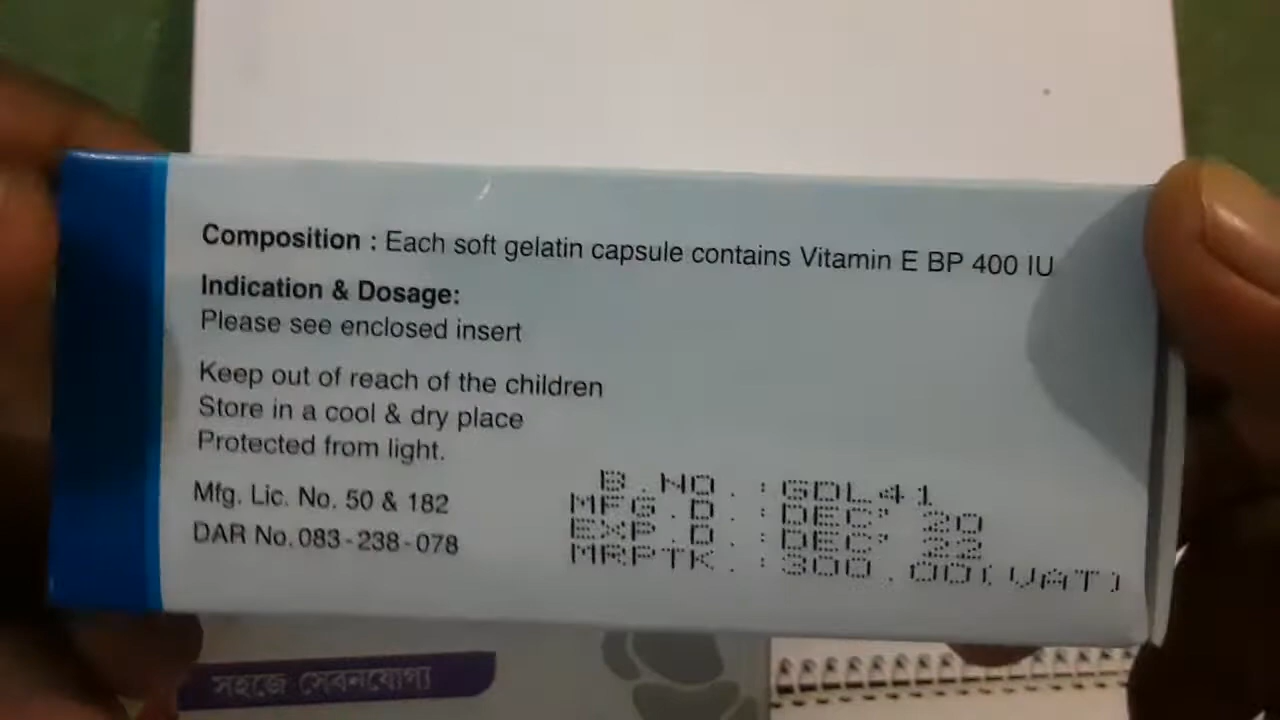 Composition : Each soft gelatin capsule contains Vitamin E BP 400 IU
Indication & Dosage:
Please see enclosed insert
Keep out of reach of the children
Store in a cool & dry place
Protected from light.
Mfg. Lic. No. 50 & 182
DAR No. 083-238-078
B.NO. : GDL41
MFG.D. : DEC' 20
EXP.D. : DEC' 22
MRPTK. : 300.00(VAT)
সহজে সেবনযোগ্য